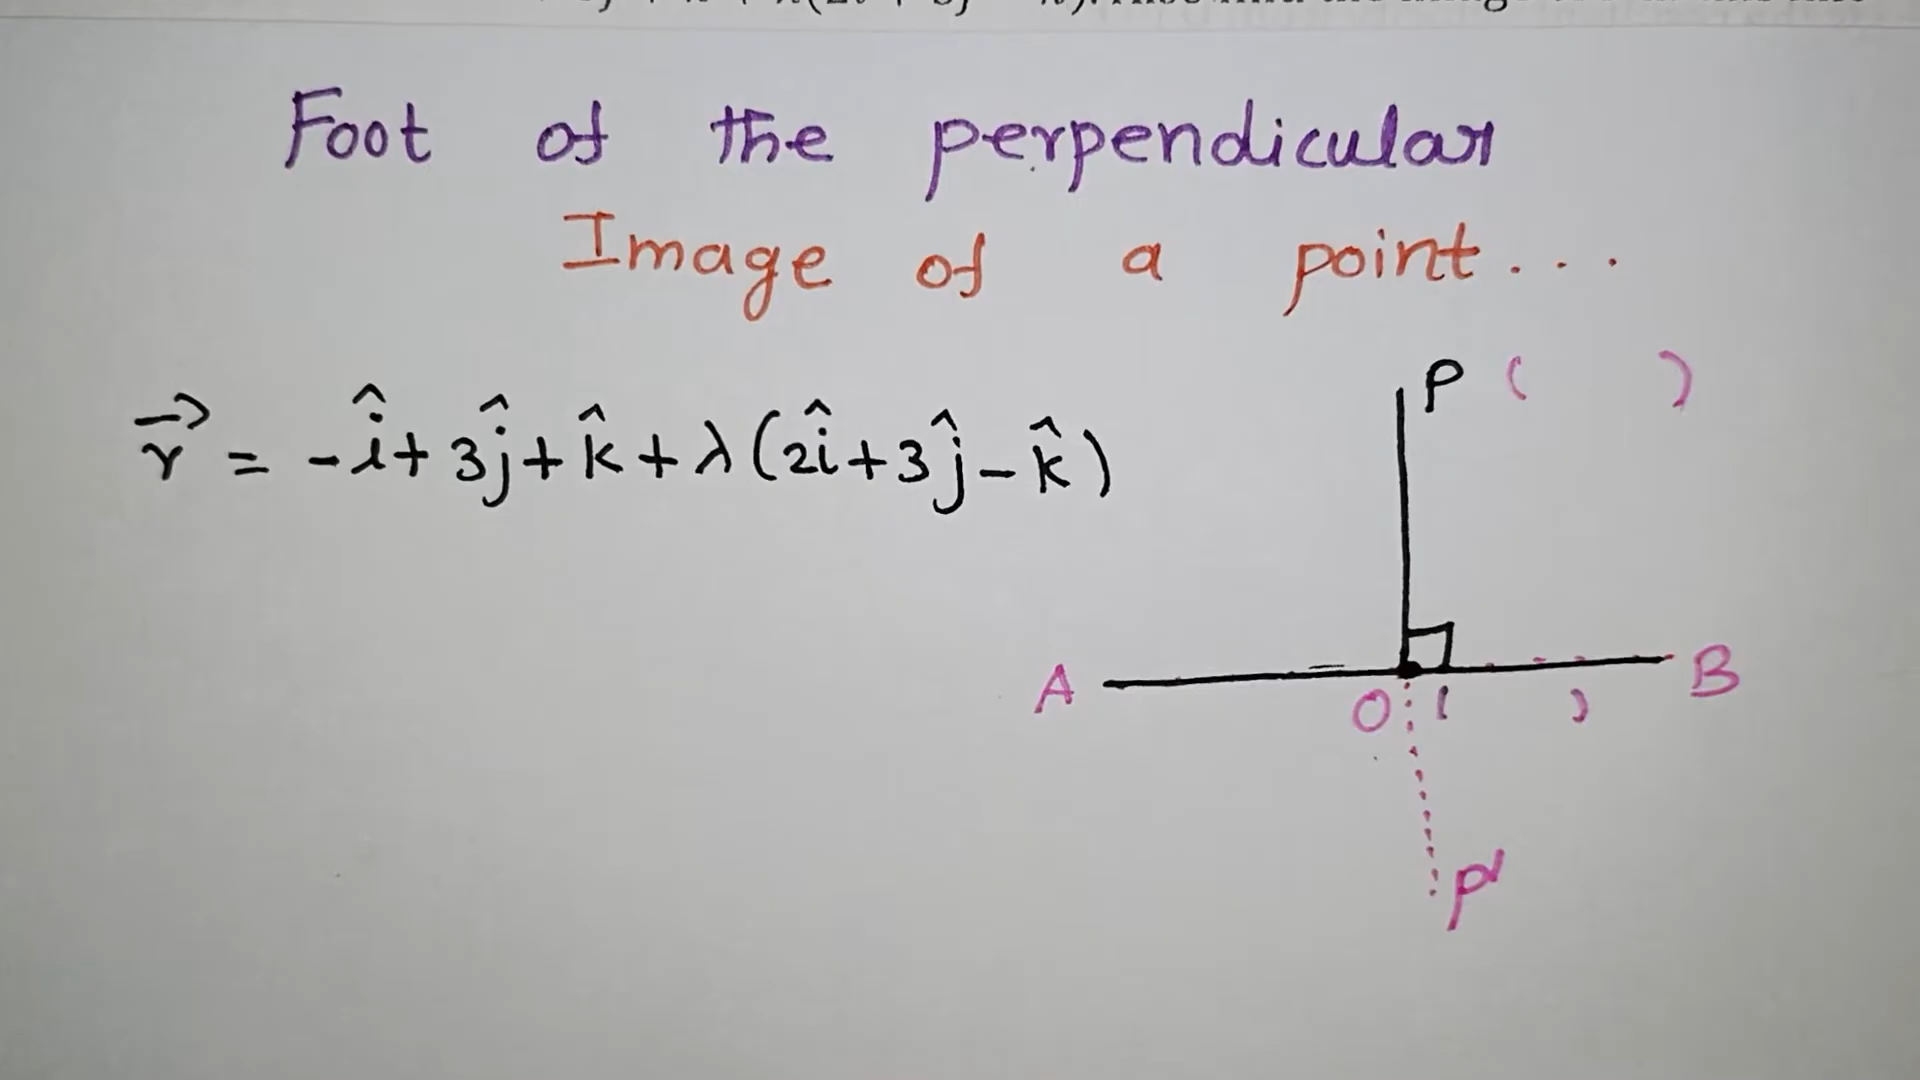 Foot of the perpendicular
Image of a point...
r⃗ = -î + 3ĵ + k̂ + λ(2î + 3ĵ - k̂)
P ( )
A
B
O ( )
P'